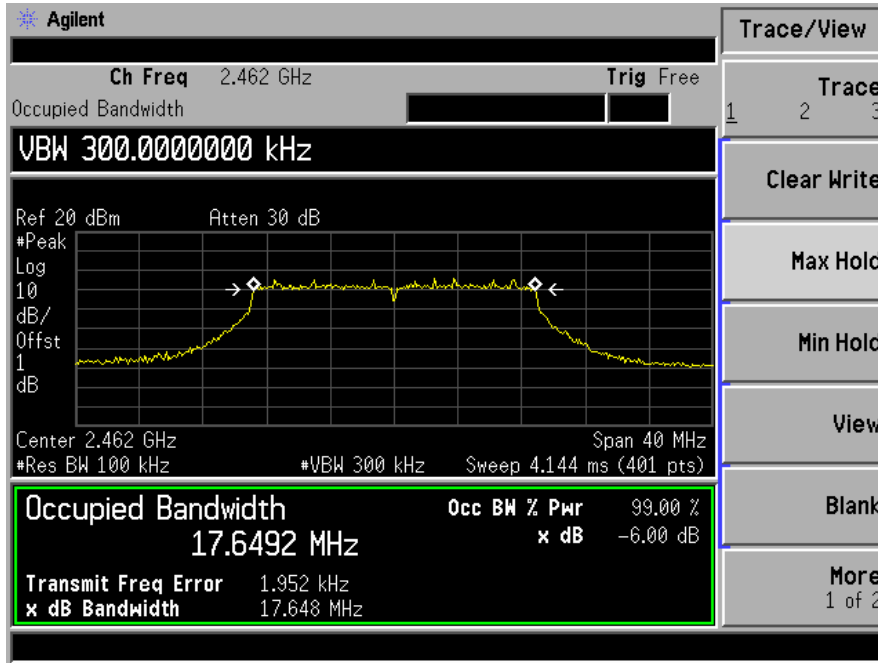 Agilent
Trace/View
Ch Freq 2.462 GHz Trig Free
Occupied Bandwidth
Trace
1 2 3
VBW 300.0000000 kHz
Clear Write
Ref 20 dBm Atten 30 dB
#Peak
Log
10
dB/
Offst
1
dB
Max Hold
Min Hold
View
Center 2.462 GHz Span 40 MHz
#Res BW 100 kHz #VBW 300 kHz Sweep 4.144 ms (401 pts)
Occupied Bandwidth Occ BW % Pwr 99.00 %
17.6492 MHz x dB -6.00 dB
Blank
Transmit Freq Error 1.952 kHz
x dB Bandwidth 17.648 MHz
More
1 of 2